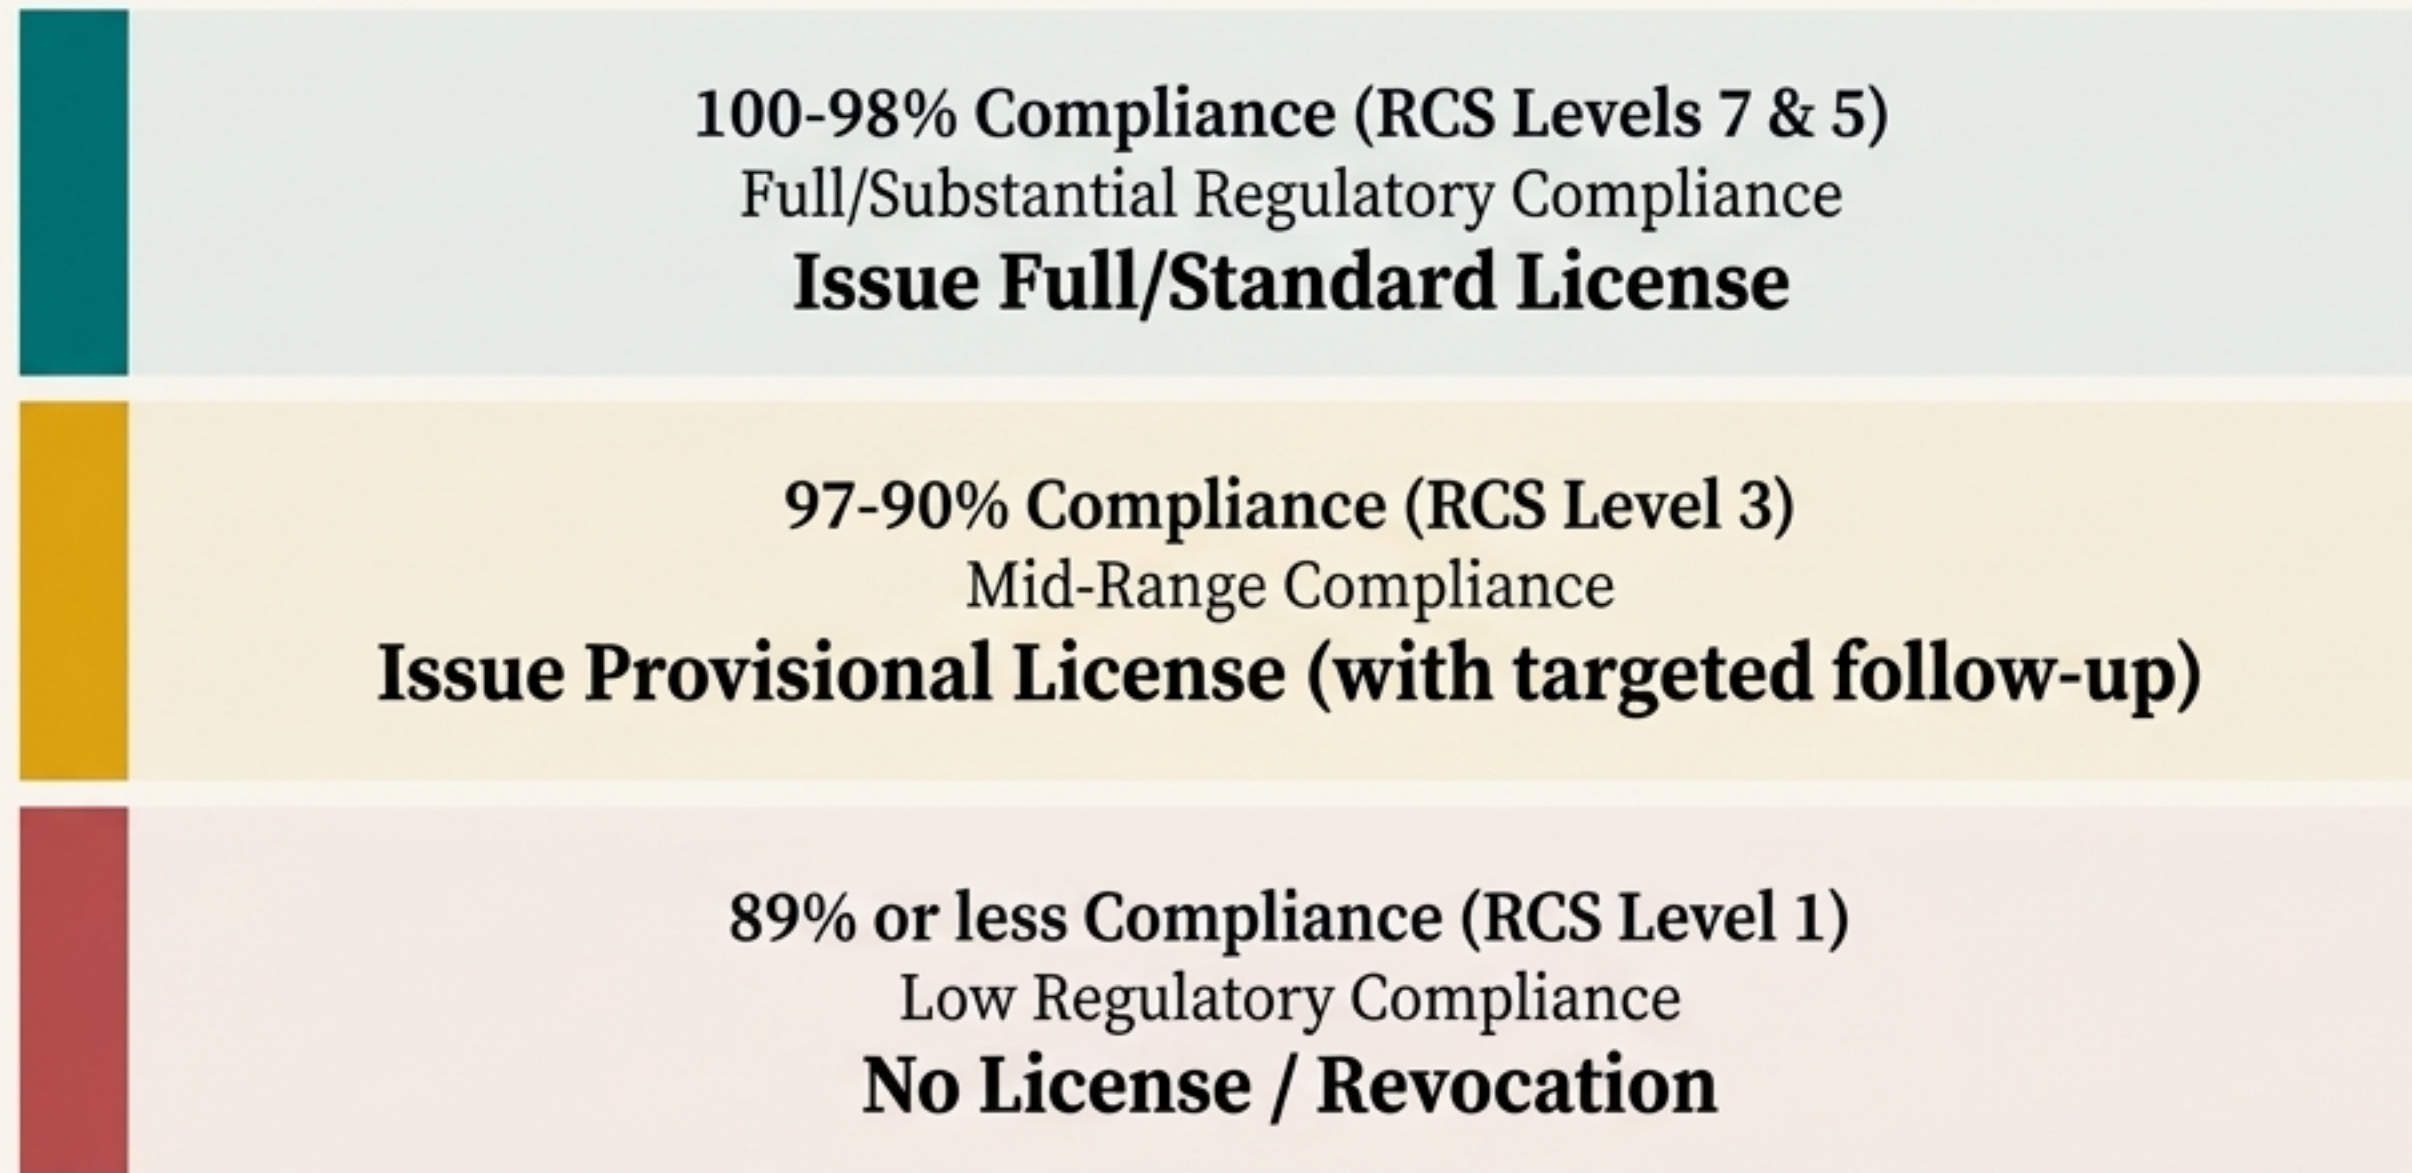 100-98% Compliance (RCS Levels 7 & 5)
Full/Substantial Regulatory Compliance
Issue Full/Standard License
97-90% Compliance (RCS Level 3)
Mid-Range Compliance
Issue Provisional License (with targeted follow-up)
89% or less Compliance (RCS Level 1)
Low Regulatory Compliance
No License / Revocation